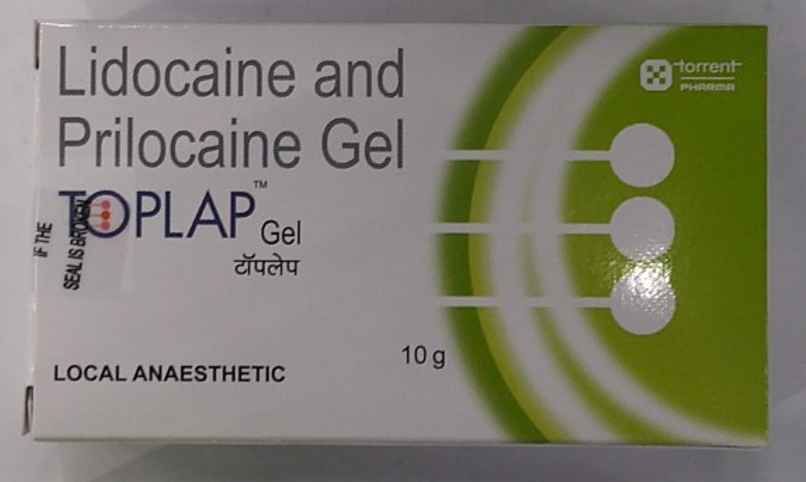 Lidocaine and
Prilocaine Gel
TOPLAP™ Gel
टॉपलेप
LOCAL ANAESTHETIC
10 g
torrent
PHARMA
IF THE
SEAL IS BROKEN